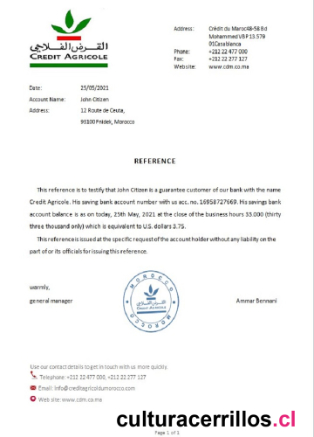 القرض الفلاحي
CREDIT AGRICOLE
Address: Crédit du Maroc48-58 Bd
Mohammed VBP 13 579
Casablanca
Phone: +212 22 477 000
Fax: +212 22 277 127
Website: www.cdm.co.ma
Date: 25/05/2021
Account Name: John Citizen
Address: 12 Route de Ceuta,
93100 Fnidek, Morocco
REFERENCE
This reference is to testify that John Citizen is a guarantee customer of our bank with the name
Credit Agricole. His saving bank account number with us acc. no. 16958727669. His savings bank
account balance is as on today, 25th May, 2021 at the close of the business hours 33.000 (thirty
three thousand only) which is equivalent to U.S. dollars 3.75.
This reference is issued at the specific request of the account holder without any liability on the
part of or its officials for issuing this reference.
warmly,
general manager
MOROCCO
CREDIT AGRICOLE
MOROCCO
Ammar Bennani
Use our contact details to get in touch with us more quickly.
Telephone: +212 22 477 000, +212 22 277 127
Email: info@creditagricoldumorocco.com
Web site: www.cdm.co.ma
culturacerrillos.cl
Page 1 of 1